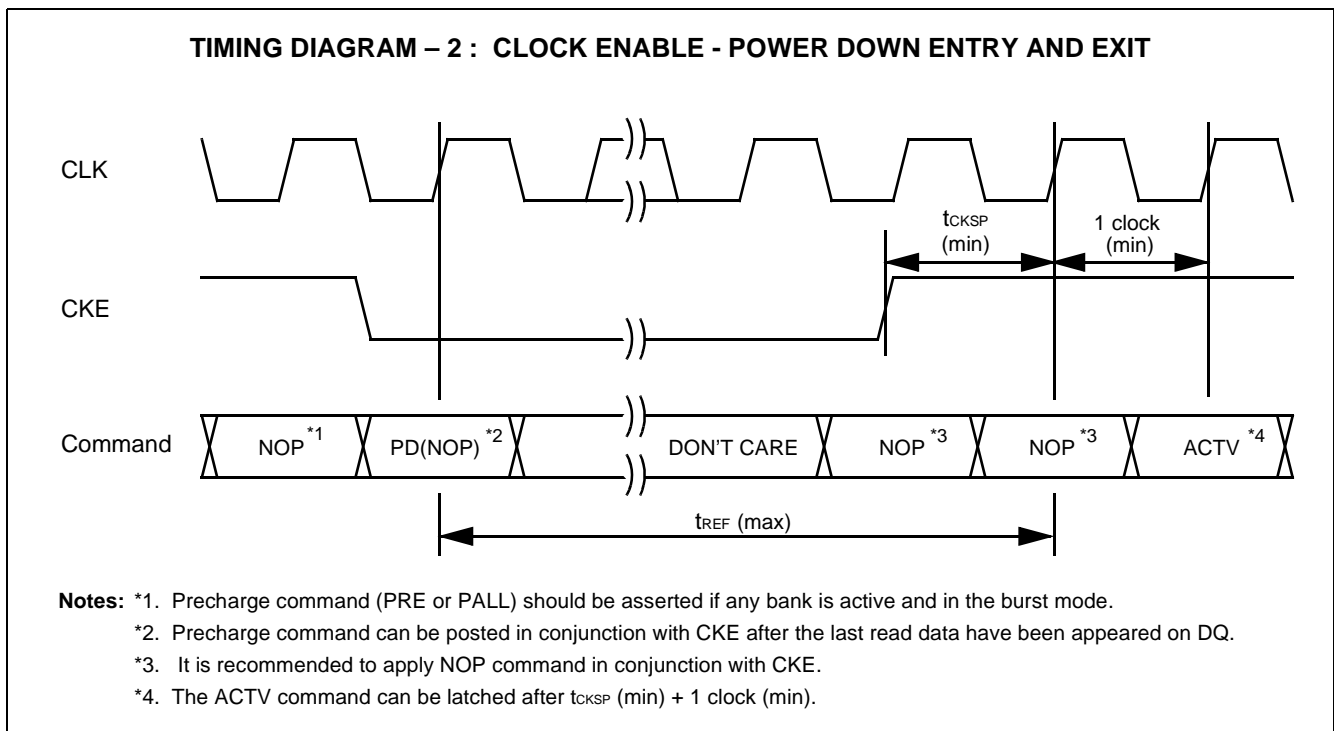 TIMING DIAGRAM – 2 : CLOCK ENABLE - POWER DOWN ENTRY AND EXIT
CLK
tCKSP
(min)
1 clock
(min)
CKE
Command
NOP *1
PD(NOP) *2
DON'T CARE
NOP *3
NOP *3
ACTV *4
tREF (max)
Notes: *1. Precharge command (PRE or PALL) should be asserted if any bank is active and in the burst mode.
*2. Precharge command can be posted in conjunction with CKE after the last read data have been appeared on DQ.
*3. It is recommended to apply NOP command in conjunction with CKE.
*4. The ACTV command can be latched after tCKSP (min) + 1 clock (min).